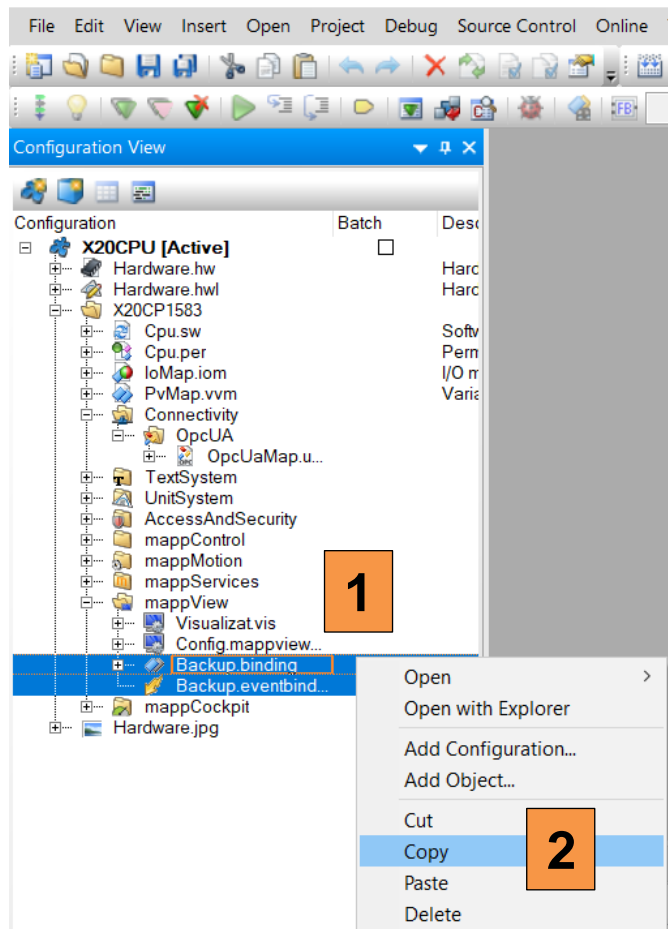 File Edit View Insert Open Project Debug Source Control Online
Configuration View
Configuration Batch Desc
X20CPU [Active]
Hardware.hw Hard
Hardware.hwl Hard
X20CP1583
Cpu.sw Softw
Cpu.per Perm
IoMap.iom I/O m
PvMap.vvm Varia
Connectivity
OpcUA
OpcUaMap.u...
TextSystem
UnitSystem
AccessAndSecurity
mappControl
mappMotion
mappServices
mappView
1
Visualizat.vis
Config.mappview...
Backup.binding
Backup.eventbind...
mappCockpit
Hardware.jpg
Open
Open with Explorer
Add Configuration...
Add Object...
Cut
Copy
2
Paste
Delete